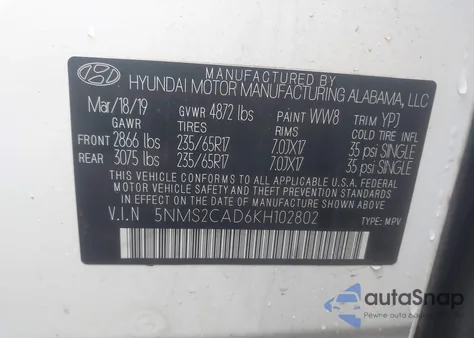 MANUFACTURED BY
HYUNDAI MOTOR MANUFACTURING ALABAMA, LLC
Mar/18/19 GVWR 4872 lbs PAINT WW8 TRIM YPJ
GAWR TIRES RIMS COLD TIRE INFL
FRONT 2866 lbs 235/65R17 7.0JX17 35 psi SINGLE
REAR 3075 lbs 235/65R17 7.0JX17 35 psi SINGLE
THIS VEHICLE CONFORMS TO ALL APPLICABLE U.S.A. FEDERAL
MOTOR VEHICLE SAFETY AND THEFT PREVENTION STANDARDS
IN EFFECT ON THE DATE OF MANUFACTURE SHOWN ABOVE.
V.I.N 5NMS2CAD6KH102802 TYPE: MPV
autoSnap
Pewne auto